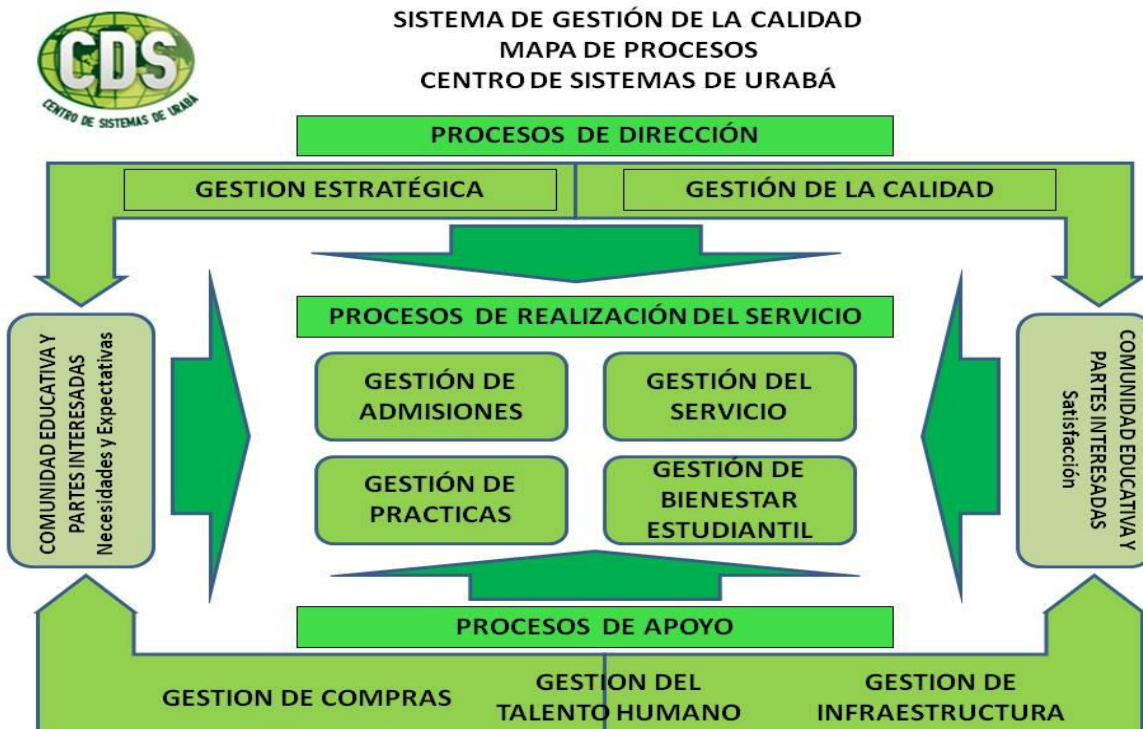 SISTEMA DE GESTIÓN DE LA CALIDAD
MAPA DE PROCESOS
CENTRO DE SISTEMAS DE URABÁ
CDS
CENTRO DE SISTEMAS DE URABÁ
PROCESOS DE DIRECCIÓN
GESTION ESTRATÉGICA
GESTIÓN DE LA CALIDAD
PROCESOS DE REALIZACIÓN DEL SERVICIO
COMUNIDAD EDUCATIVA Y
PARTES INTERESADAS
Necesidades y Expectativas
GESTIÓN DE
ADMISIONES
GESTIÓN DEL
SERVICIO
GESTIÓN DE
PRACTICAS
GESTIÓN DE
BIENESTAR
ESTUDIANTIL
COMUNIDAD EDUCATIVA Y
PARTES INTERESADAS
Satisfacción
PROCESOS DE APOYO
GESTION DE COMPRAS
GESTIÓN DEL
TALENTO HUMANO
GESTIÓN DE
INFRAESTRUCTURA